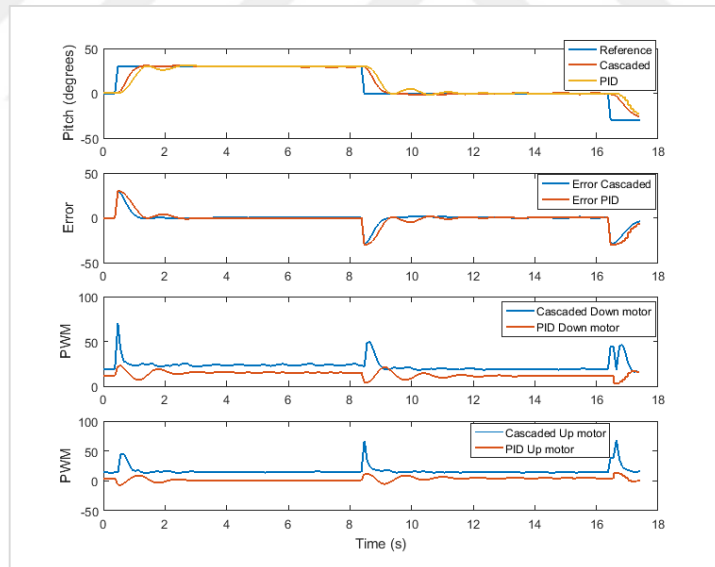 50
0
-50
Pitch (degrees)
Reference
Cascaded
PID
0 2 4 6 8 10 12 14 16 18
50
0
-50
Error
Error Cascaded
Error PID
0 2 4 6 8 10 12 14 16 18
100
50
0
PWM
Cascaded Down motor
PID Down motor
0 2 4 6 8 10 12 14 16 18
100
50
0
-50
PWM
Cascaded Up motor
PID Up motor
0 2 4 6 8 10 12 14 16 18
Time (s)